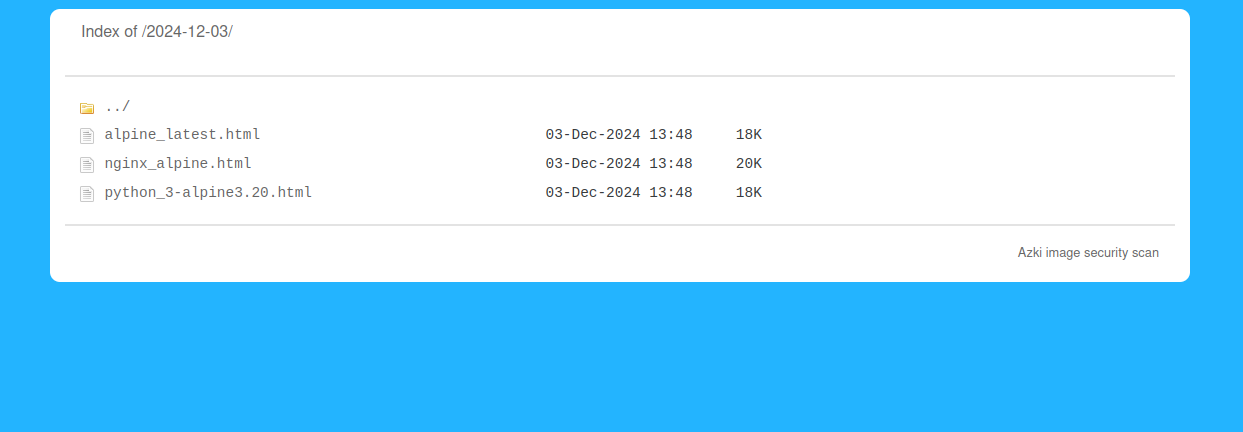 Index of /2024-12-03/
../
alpine_latest.html 03-Dec-2024 13:48 18K
nginx_alpine.html 03-Dec-2024 13:48 20K
python_3-alpine3.20.html 03-Dec-2024 13:48 18K
Azki image security scan